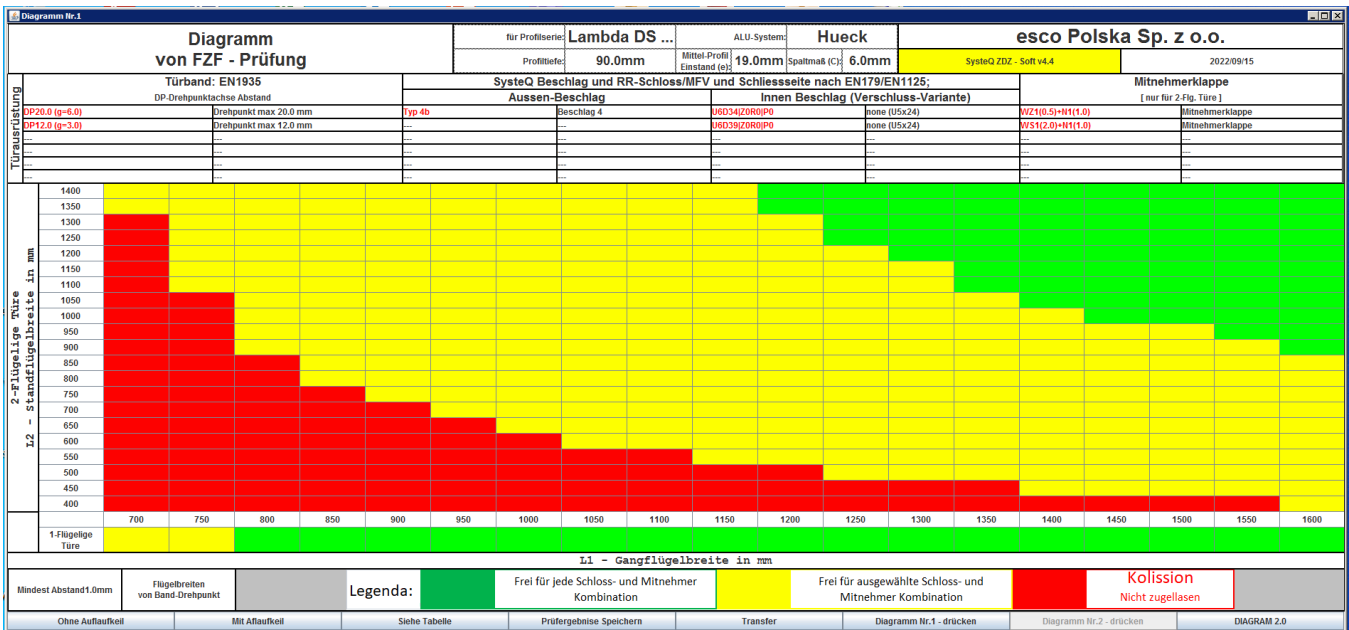 Diagramm Nr.1
Diagramm
von FZF - Prüfung
für Profilserie: Lambda DS ... ALU-System: Hueck
Profiltiefe: 90.0mm Mittel-Profil Einstand (e): 19.0mm Spaltmaß (C): 6.0mm
esco Polska Sp. z o.o.
SysteQ ZDZ - Soft v4.4 2022/09/15
Türausrüstung
Türband: EN1935
DP-Drehpunktachse Abstand
SysteQ Beschlag und RR-Schloss/MFV und Schliessseite nach EN179/EN1125;
Aussen-Beschlag Innen Beschlag (Verschluss-Variante)
Mitnehmerklappe
[ nur für 2-Flg. Türe ]
DP20.0 (g=6.0) Drehpunkt max 20.0 mm Typ 4b Beschlag 4 U6D34|Z0R0|P0 none (U5x24) WZ1(0.5)+N1(1.0) Mitnehmerklappe
DP12.0 (g=3.0) Drehpunkt max 12.0 mm --- --- U6D39|Z0R0|P0 none (U5x24) WS1(2.0)+N1(1.0) Mitnehmerklappe
--- --- --- --- --- --- --- ---
--- --- --- --- --- --- --- ---
--- --- --- --- --- --- --- ---
--- --- --- --- --- --- --- ---
2-Flügelige Türe
L2 - Standflügelbreite in mm
1400
1350
1300
1250
1200
1150
1100
1050
1000
950
900
850
800
750
700
650
600
550
500
450
400
700 750 800 850 900 950 1000 1050 1100 1150 1200 1250 1300 1350 1400 1450 1500 1550 1600
1-Flügelige
Türe
L1 - Gangflügelbreite in mm
Mindest Abstand1.0mm
Flügelbreiten
von Band-Drehpunkt
Legenda:
Frei für jede Schloss- und Mitnehmer
Kombination
Frei für ausgewählte Schloss- und
Mitnehmer Kombination
Kolission
Nicht zugellasen
Ohne Auflaufkeil Mit Aflaufkeil Siehe Tabelle Prüfergebnise Speichern Transfer Diagramm Nr.1 - drücken Diagramm Nr.2 - drücken DIAGRAM 2.0